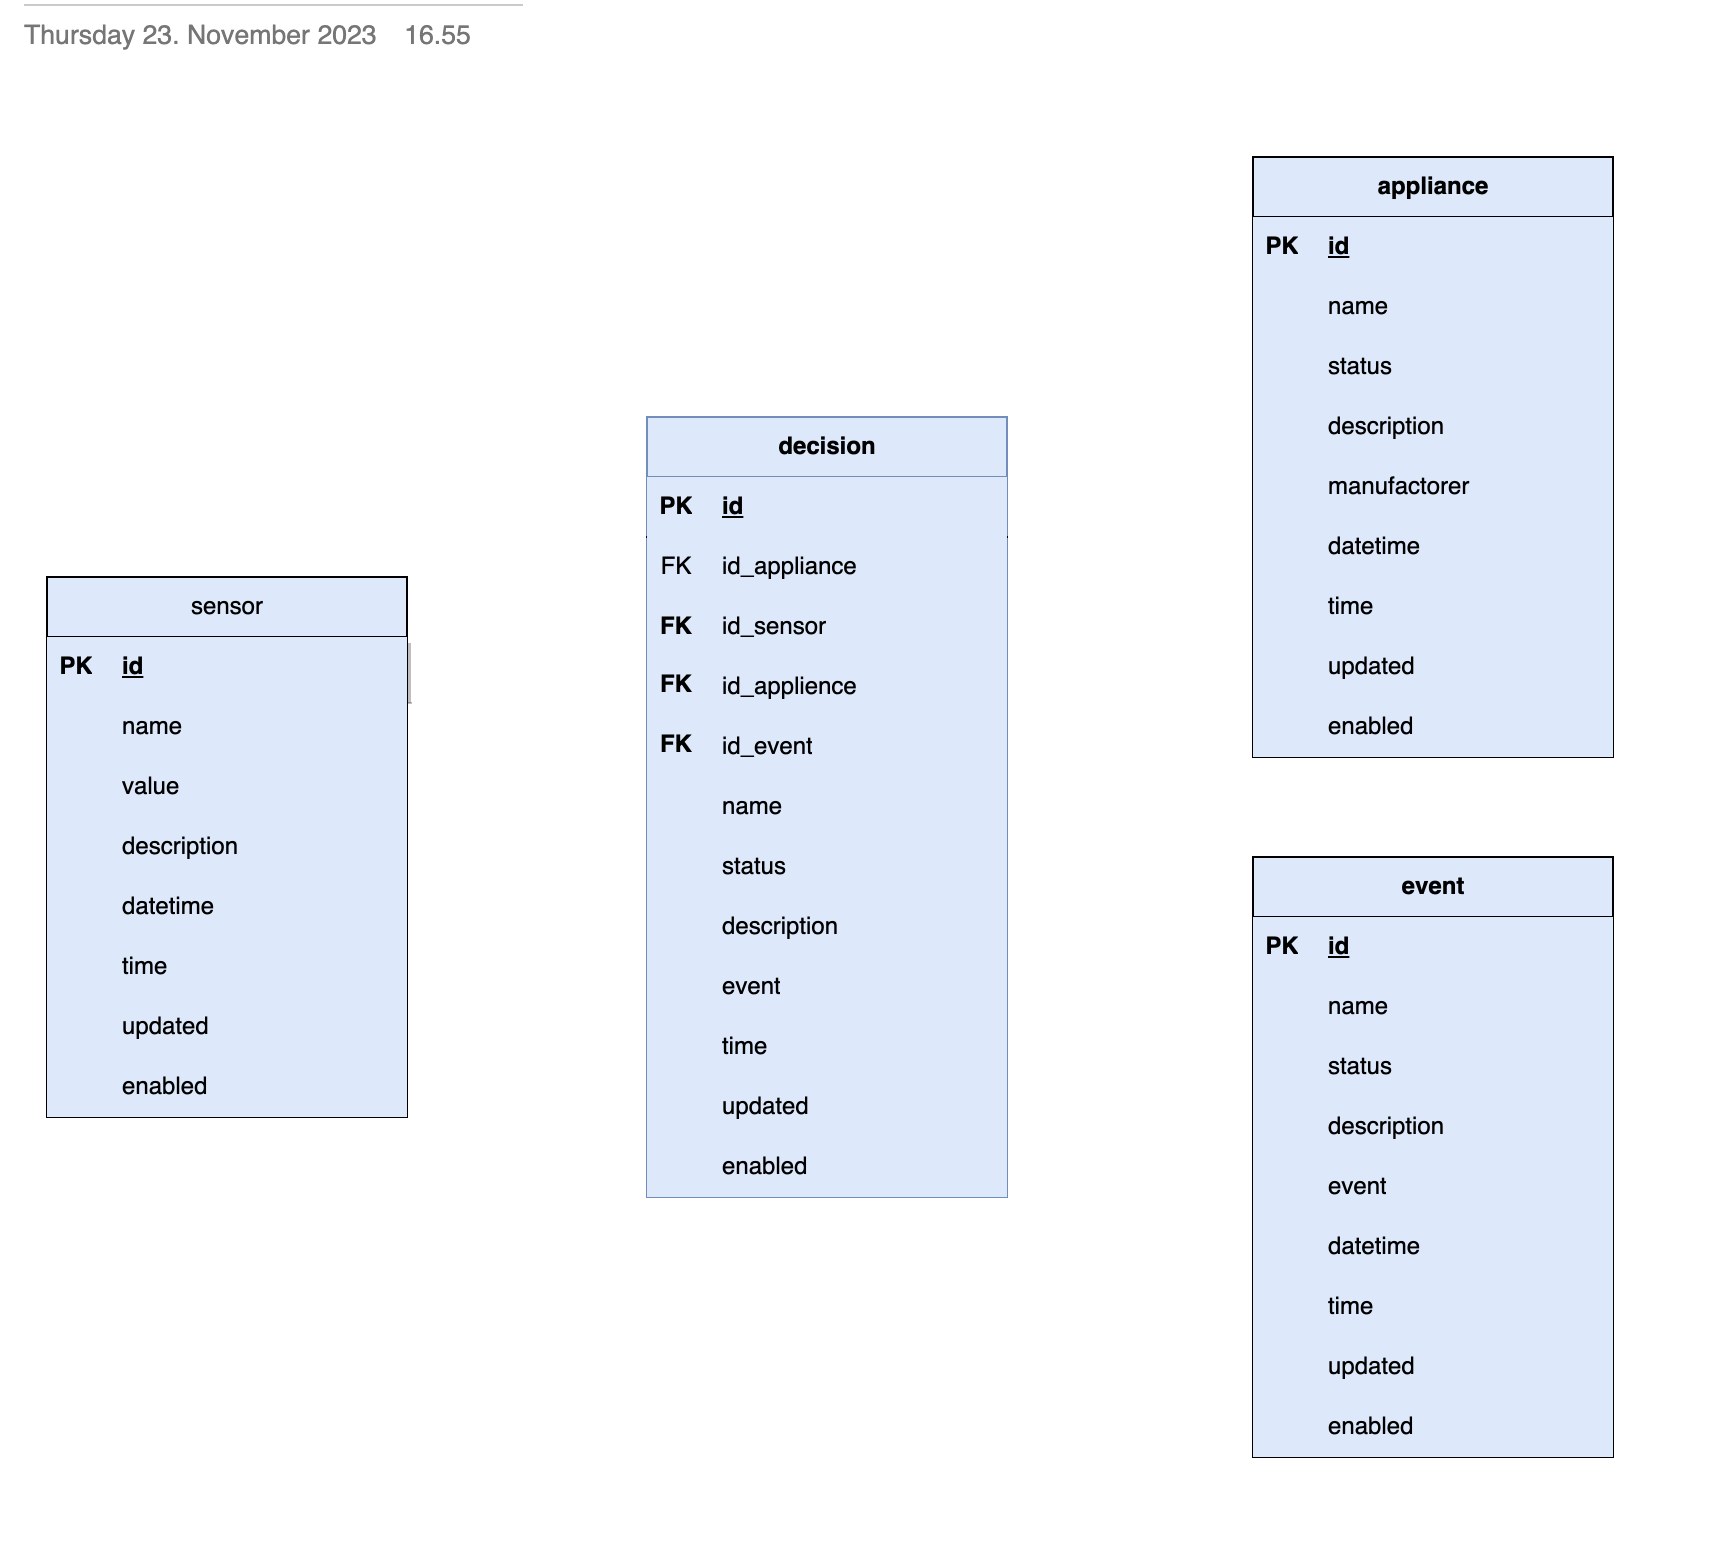 Thursday 23. November 2023 16.55
sensor
PK id
name
value
description
datetime
time
updated
enabled
decision
PK id
FK id_appliance
FK id_sensor
FK id_applience
FK id_event
name
status
description
event
time
updated
enabled
appliance
PK id
name
status
description
manufactorer
datetime
time
updated
enabled
event
PK id
name
status
description
event
datetime
time
updated
enabled